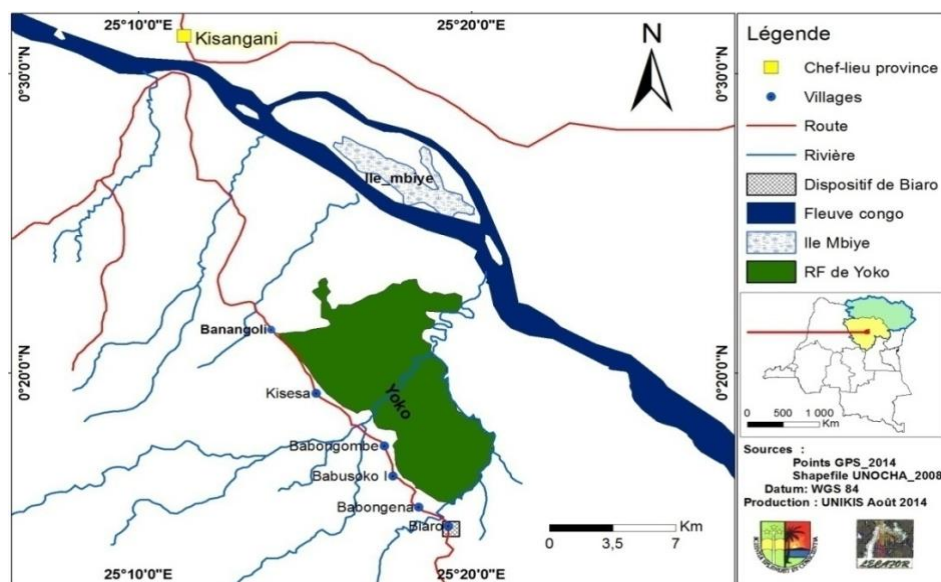 25°10'0"E
25°20'0"E
Kisangani
N
0°30'0"N
0°30'0"N
Ile_mbiye
Banangoli
0°20'0"N
0°20'0"N
Kisesa
Yoko
Babongombe
Babusoko I
Babongena
Biaro
Km
0 3,5 7
25°10'0"E
25°20'0"E
Légende
Chef-lieu province
Villages
Route
Rivière
Dispositif de Biaro
Fleuve congo
Ile Mbiye
RF de Yoko
0 500 1 000
Km
Sources :
Points GPS_2014
Shapefile UNOCHA_2008
Datum: WGS 84
Production : UNIKIS Août 2014